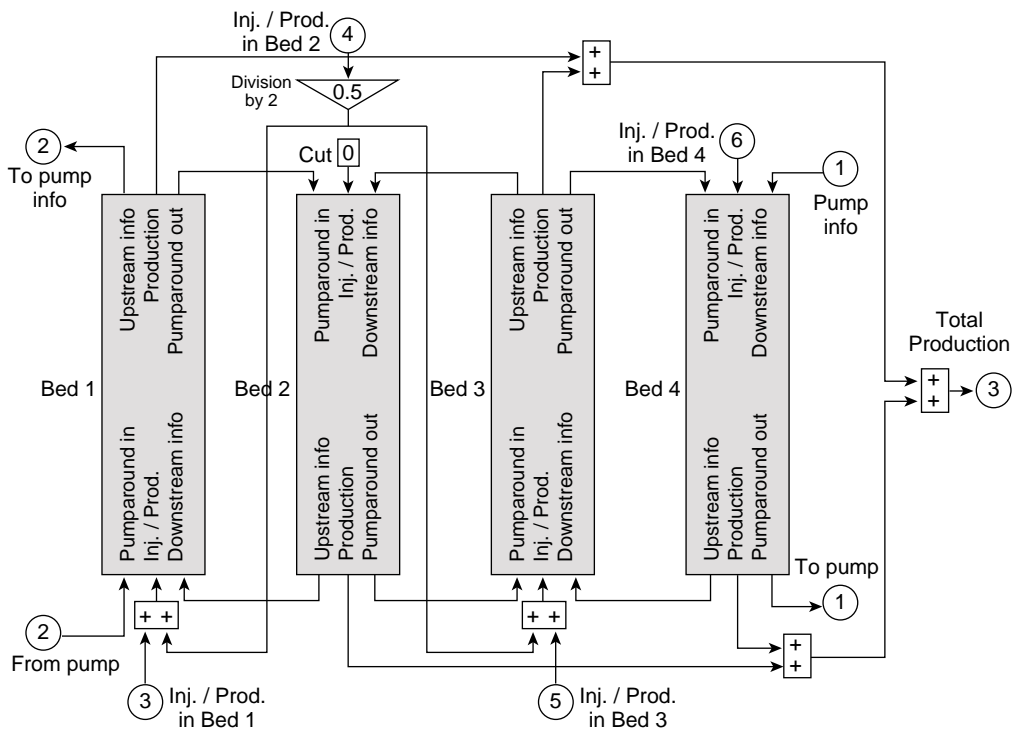 Inj. / Prod.
in Bed 2
4
+
+
Division
by 2
0.5
2
To pump
info
Cut
0
Inj. / Prod.
in Bed 4
6
1
Pump
info
Upstream info
Production
Pumparound out
Pumparound in
Inj. / Prod.
Downstream info
Upstream info
Production
Pumparound out
Pumparound in
Inj. / Prod.
Downstream info
Total
Production
+
+
3
Bed 1
Bed 2
Bed 3
Bed 4
Pumparound in
Inj. / Prod.
Downstream info
Upstream info
Production
Pumparound out
Pumparound in
Inj. / Prod.
Downstream info
Upstream info
Production
Pumparound out
To pump
1
2
From pump
+ +
+ +
+
+
3
Inj. / Prod.
in Bed 1
5
Inj. / Prod.
in Bed 3